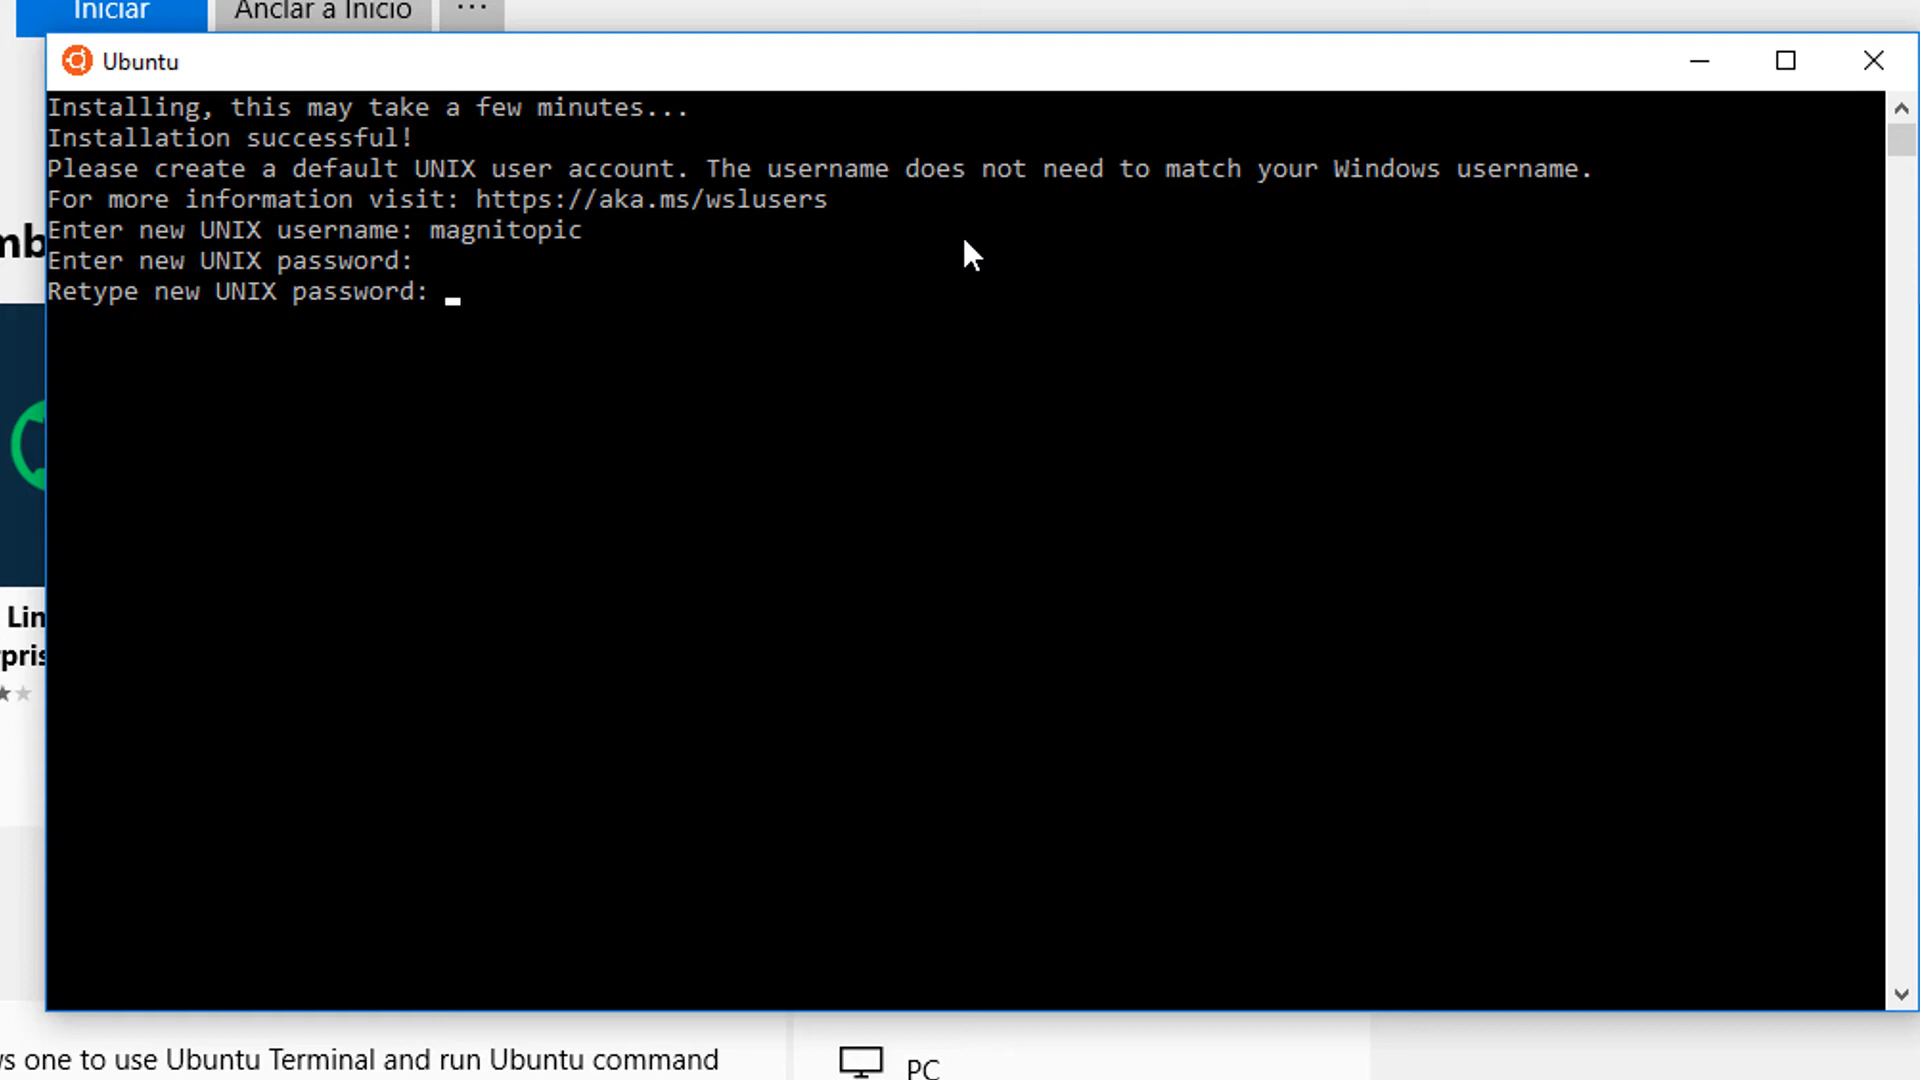 Iniciar
Anclar a Inicio
...
Ubuntu
Installing, this may take a few minutes...
Installation successful!
Please create a default UNIX user account. The username does not need to match your Windows username.
For more information visit: https://aka.ms/wslusers
Enter new UNIX username: magnitopic
Enter new UNIX password:
Retype new UNIX password:
mb
Lin
pris
s one to use Ubuntu Terminal and run Ubuntu command
PC